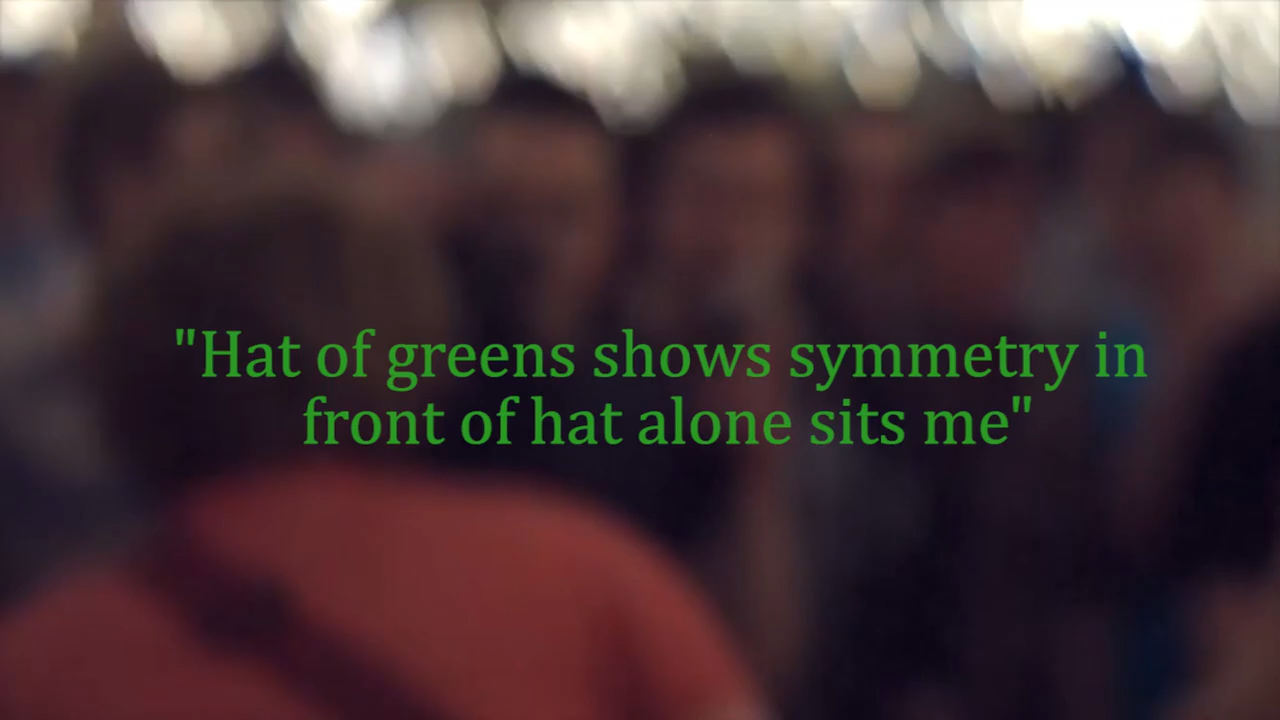 "Hat of greens shows symmetry in
front of hat alone sits me"